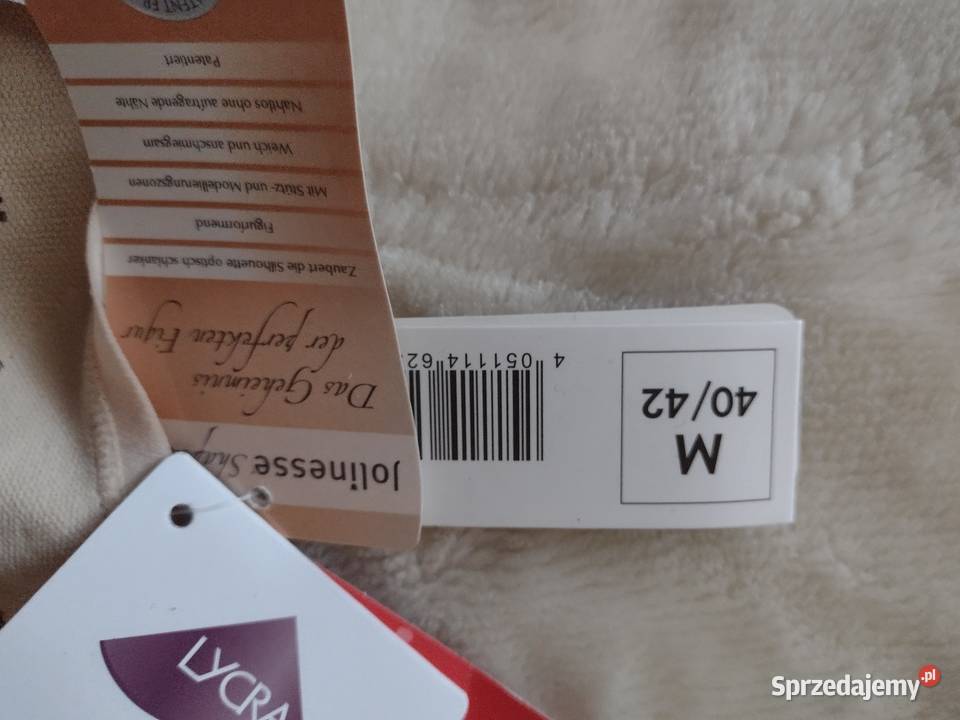 Jolinesse
Das Geheimnis
der perfekten Figur
Zaubert die Silhouette optisch schlanker
Figurformend
Mit Stütz- und Modellierungszonen
Weich und anschmiegsam
Nahtlos ohne auftragende Nähte
Patentiert
M
40/42
4 051114 62
LYCRA
Sprzedajemy.pl